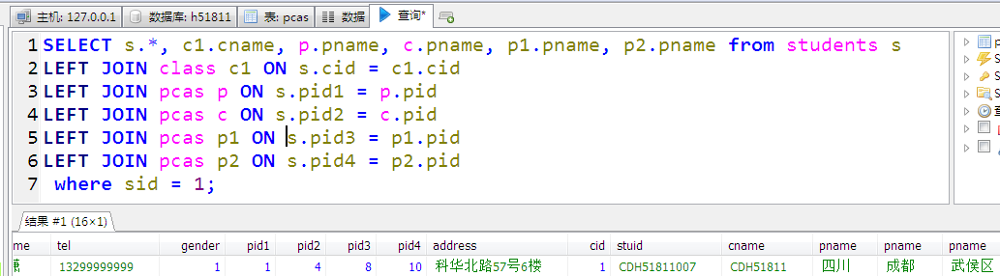 主机: 127.0.0.1 数据库: h51811 表: pcas 数据 查询*
1 SELECT s.*, c1.cname, p.pname, c.pname, p1.pname, p2.pname from students s
2 LEFT JOIN class c1 ON s.cid = c1.cid
3 LEFT JOIN pcas p ON s.pid1 = p.pid
4 LEFT JOIN pcas c ON s.pid2 = c.pid
5 LEFT JOIN pcas p1 ON s.pid3 = p1.pid
6 LEFT JOIN pcas p2 ON s.pid4 = p2.pid
7 where sid = 1;
结果 #1 (16×1)
me tel gender pid1 pid2 pid3 pid4 address cid stuid cname pname pname pname
13299999999 1 1 4 8 10 科华北路57号6楼 1 CDH51811007 CDH51811 四川 成都 武侯区